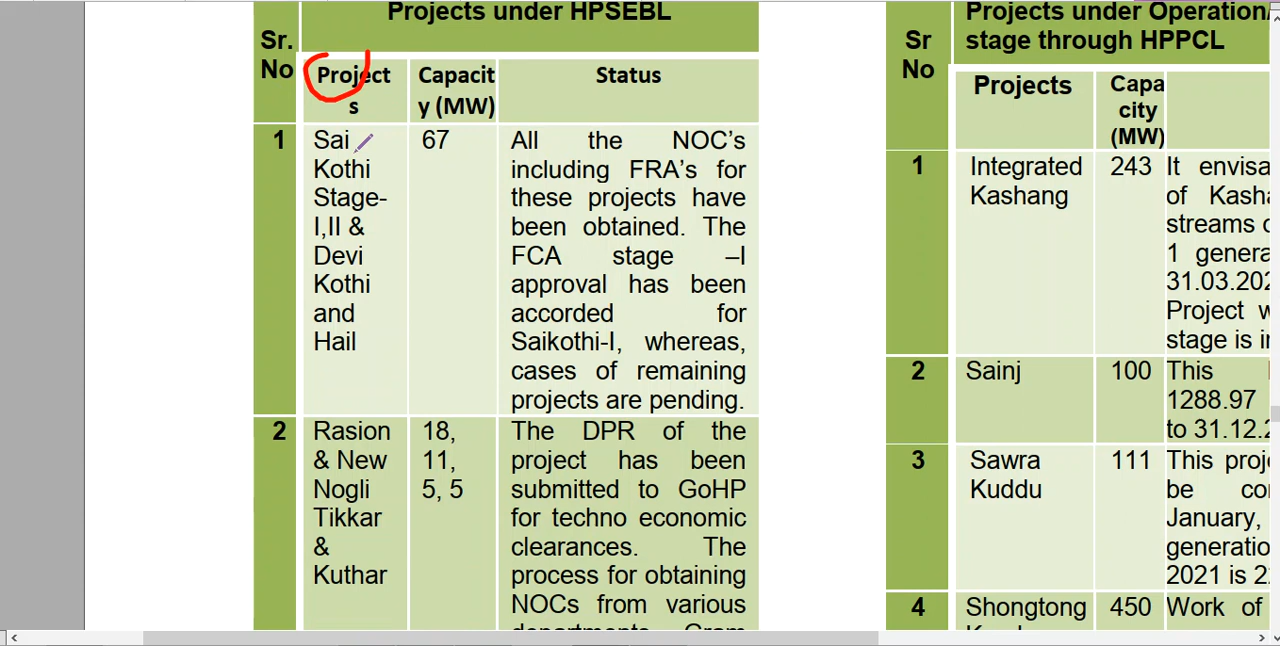 Projects under HPSEBL
Sr.
No
Project
s
Capacit
y (MW)
Status
1
Sai
Kothi
Stage-
I,II &
Devi
Kothi
and
Hail
67
All the NOC’s
including FRA’s for
these projects have
been obtained. The
FCA stage –I
approval has been
accorded for
Saikothi-I, whereas,
cases of remaining
projects are pending.
2
Rasion
& New
Nogli
Tikkar
&
Kuthar
18,
11,
5, 5
The DPR of the
project has been
submitted to GoHP
for techno economic
clearances. The
process for obtaining
NOCs from various
Projects under Operation/
stage through HPPCL
Sr
No
Projects
Capa
city
(MW)
1
Integrated
Kashang
243
It envisa
of Kasha
streams
1 genera
31.03.202
Project w
stage is in
2
Sainj
100
This
1288.97
to 31.12.2
3
Sawra
Kuddu
111
This proj
be co
January,
generatio
2021 is 2
4
Shongtong
450
Work of